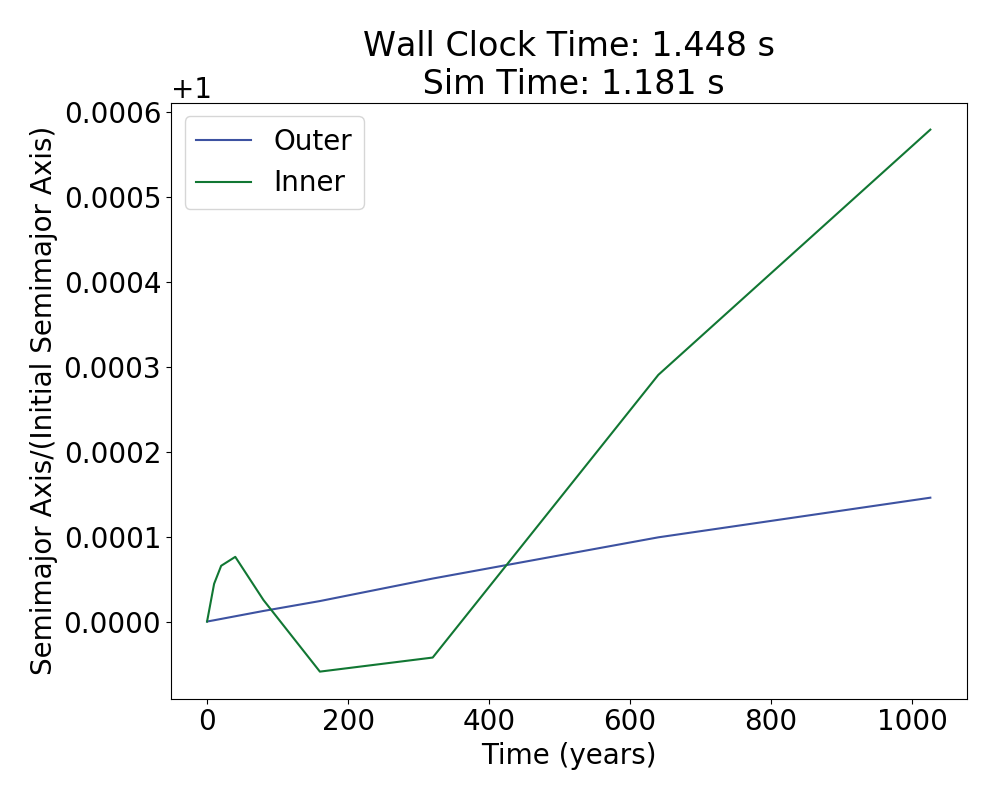 Wall Clock Time: 1.448 s
Sim Time: 1.181 s
+1
0.0006
0.0005
0.0004
0.0003
0.0002
0.0001
0.0000
Semimajor Axis/(Initial Semimajor Axis)
Outer
Inner
0 200 400 600 800 1000
Time (years)